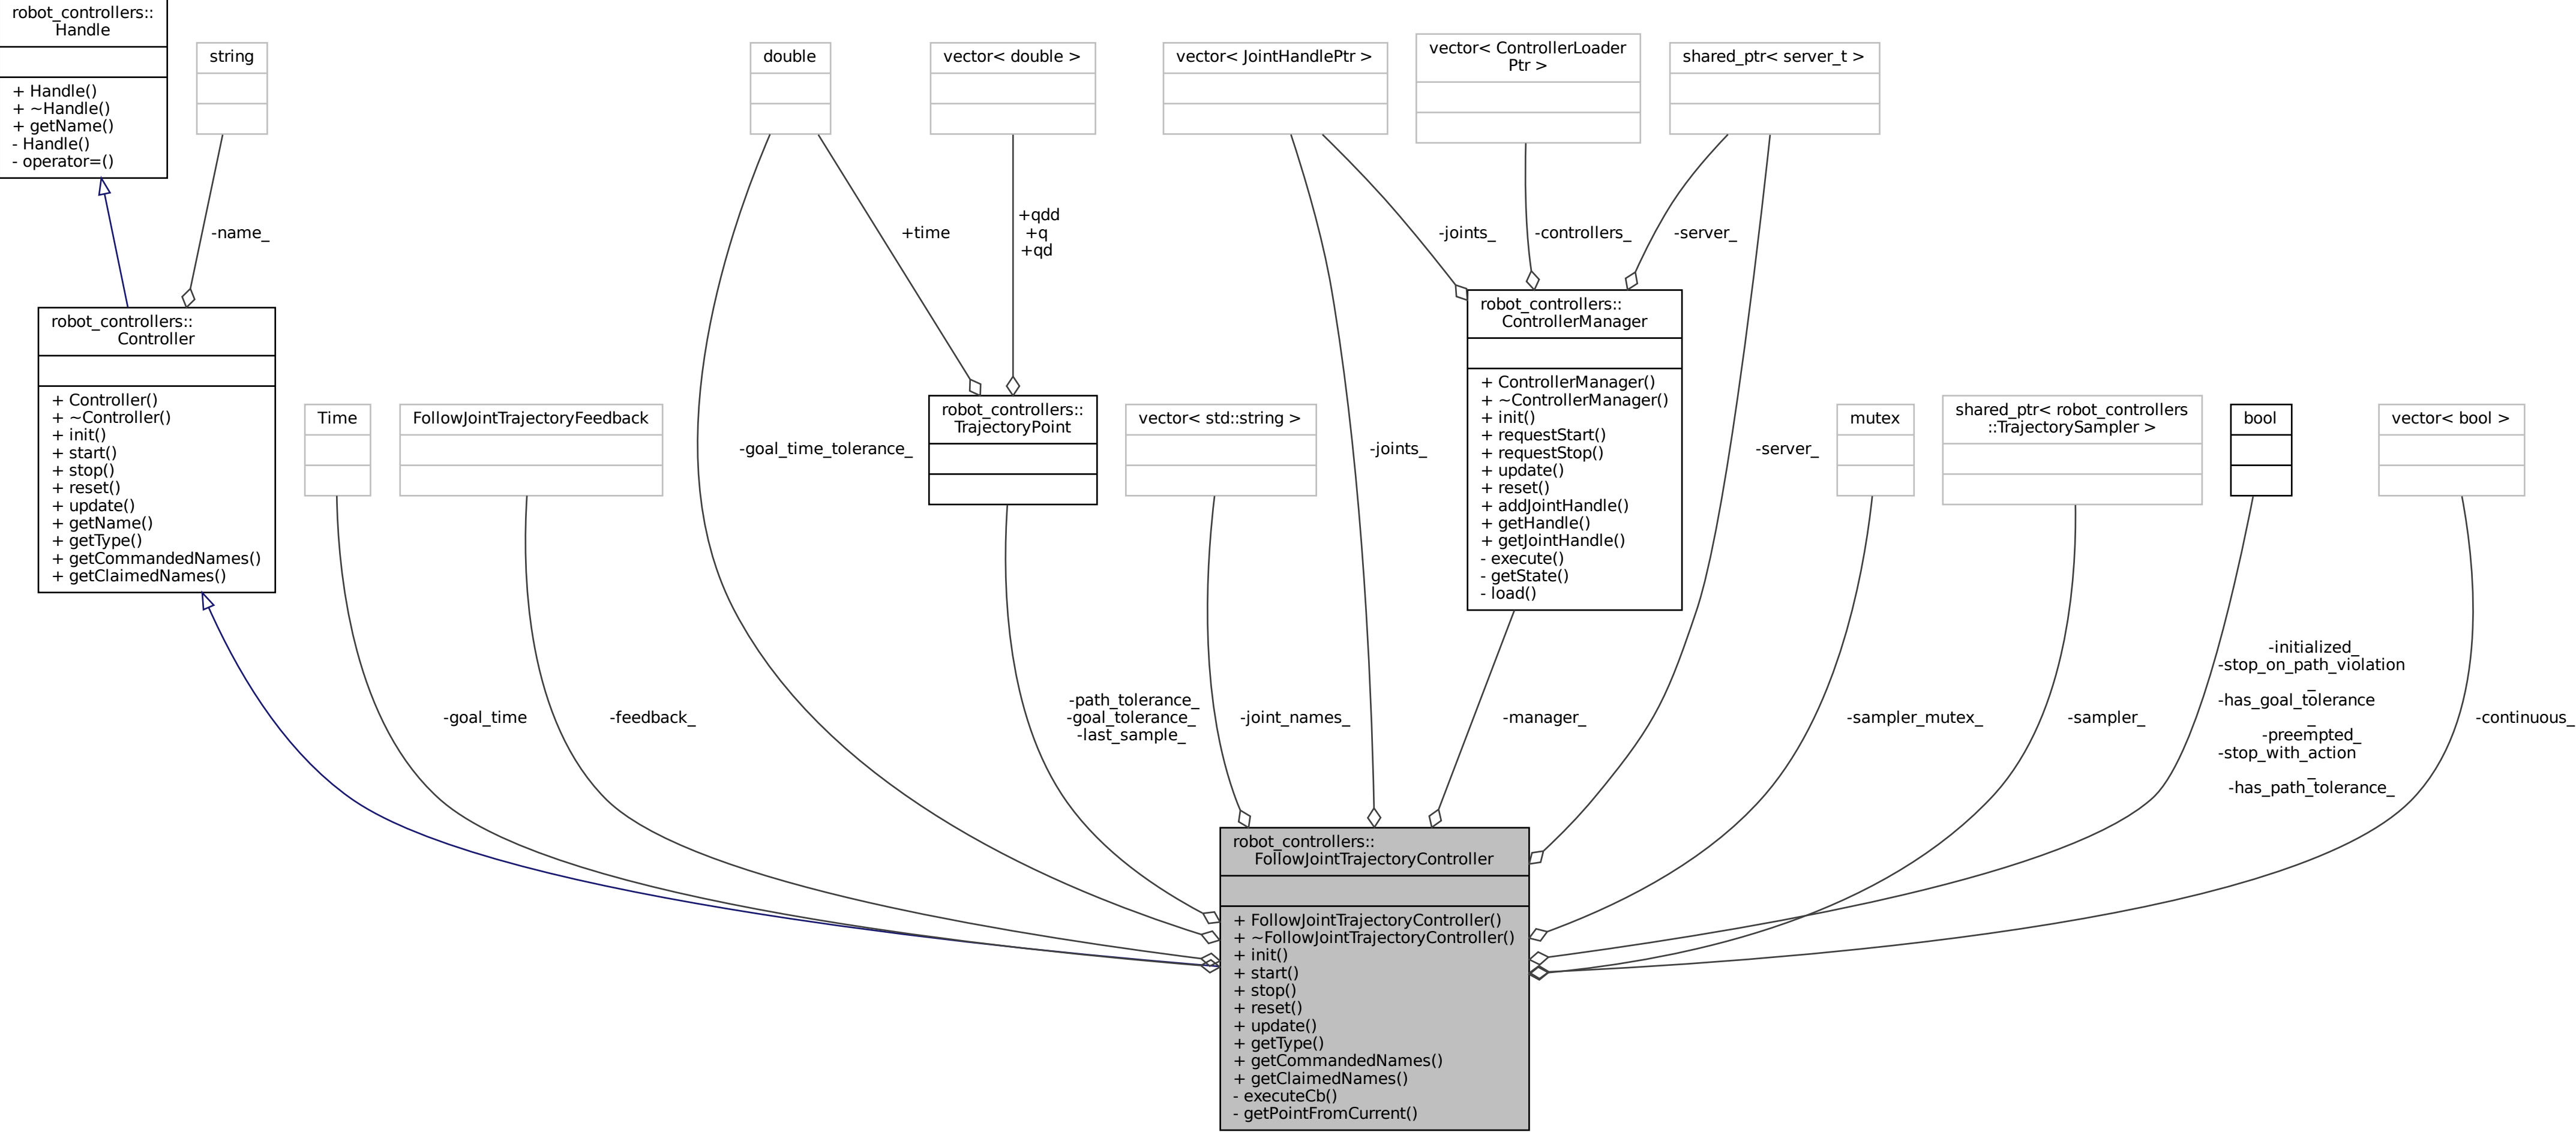 robot_controllers::
Handle
+ Handle()
+ ~Handle()
+ getName()
- Handle()
- operator=()
string
double
vector< double >
vector< JointHandlePtr >
vector< ControllerLoader
Ptr >
shared_ptr< server_t >
-name_
+time
+qdd
+q
+qd
-joints_
-controllers_
-server_
robot_controllers::
Controller
+ Controller()
+ ~Controller()
+ init()
+ start()
+ stop()
+ reset()
+ update()
+ getName()
+ getType()
+ getCommandedNames()
+ getClaimedNames()
Time
FollowJointTrajectoryFeedback
-goal_time_tolerance_
robot_controllers::
TrajectoryPoint
vector< std::string >
-joints_
robot_controllers::
ControllerManager
+ ControllerManager()
+ ~ControllerManager()
+ init()
+ requestStart()
+ requestStop()
+ update()
+ reset()
+ addJointHandle()
+ getHandle()
+ getJointHandle()
- execute()
- getState()
- load()
-server_
mutex
shared_ptr< robot_controllers
::TrajectorySampler >
bool
vector< bool >
-goal_time
-feedback_
-path_tolerance_
-goal_tolerance_
-last_sample_
-joint_names_
-manager_
-sampler_mutex_
-sampler_
-initialized_
-stop_on_path_violation
_
-has_goal_tolerance
_
-preempted_
-stop_with_action
_
-has_path_tolerance_
-continuous_
robot_controllers::
FollowJointTrajectoryController
+ FollowJointTrajectoryController()
+ ~FollowJointTrajectoryController()
+ init()
+ start()
+ stop()
+ reset()
+ update()
+ getType()
+ getCommandedNames()
+ getClaimedNames()
- executeCb()
- getPointFromCurrent()